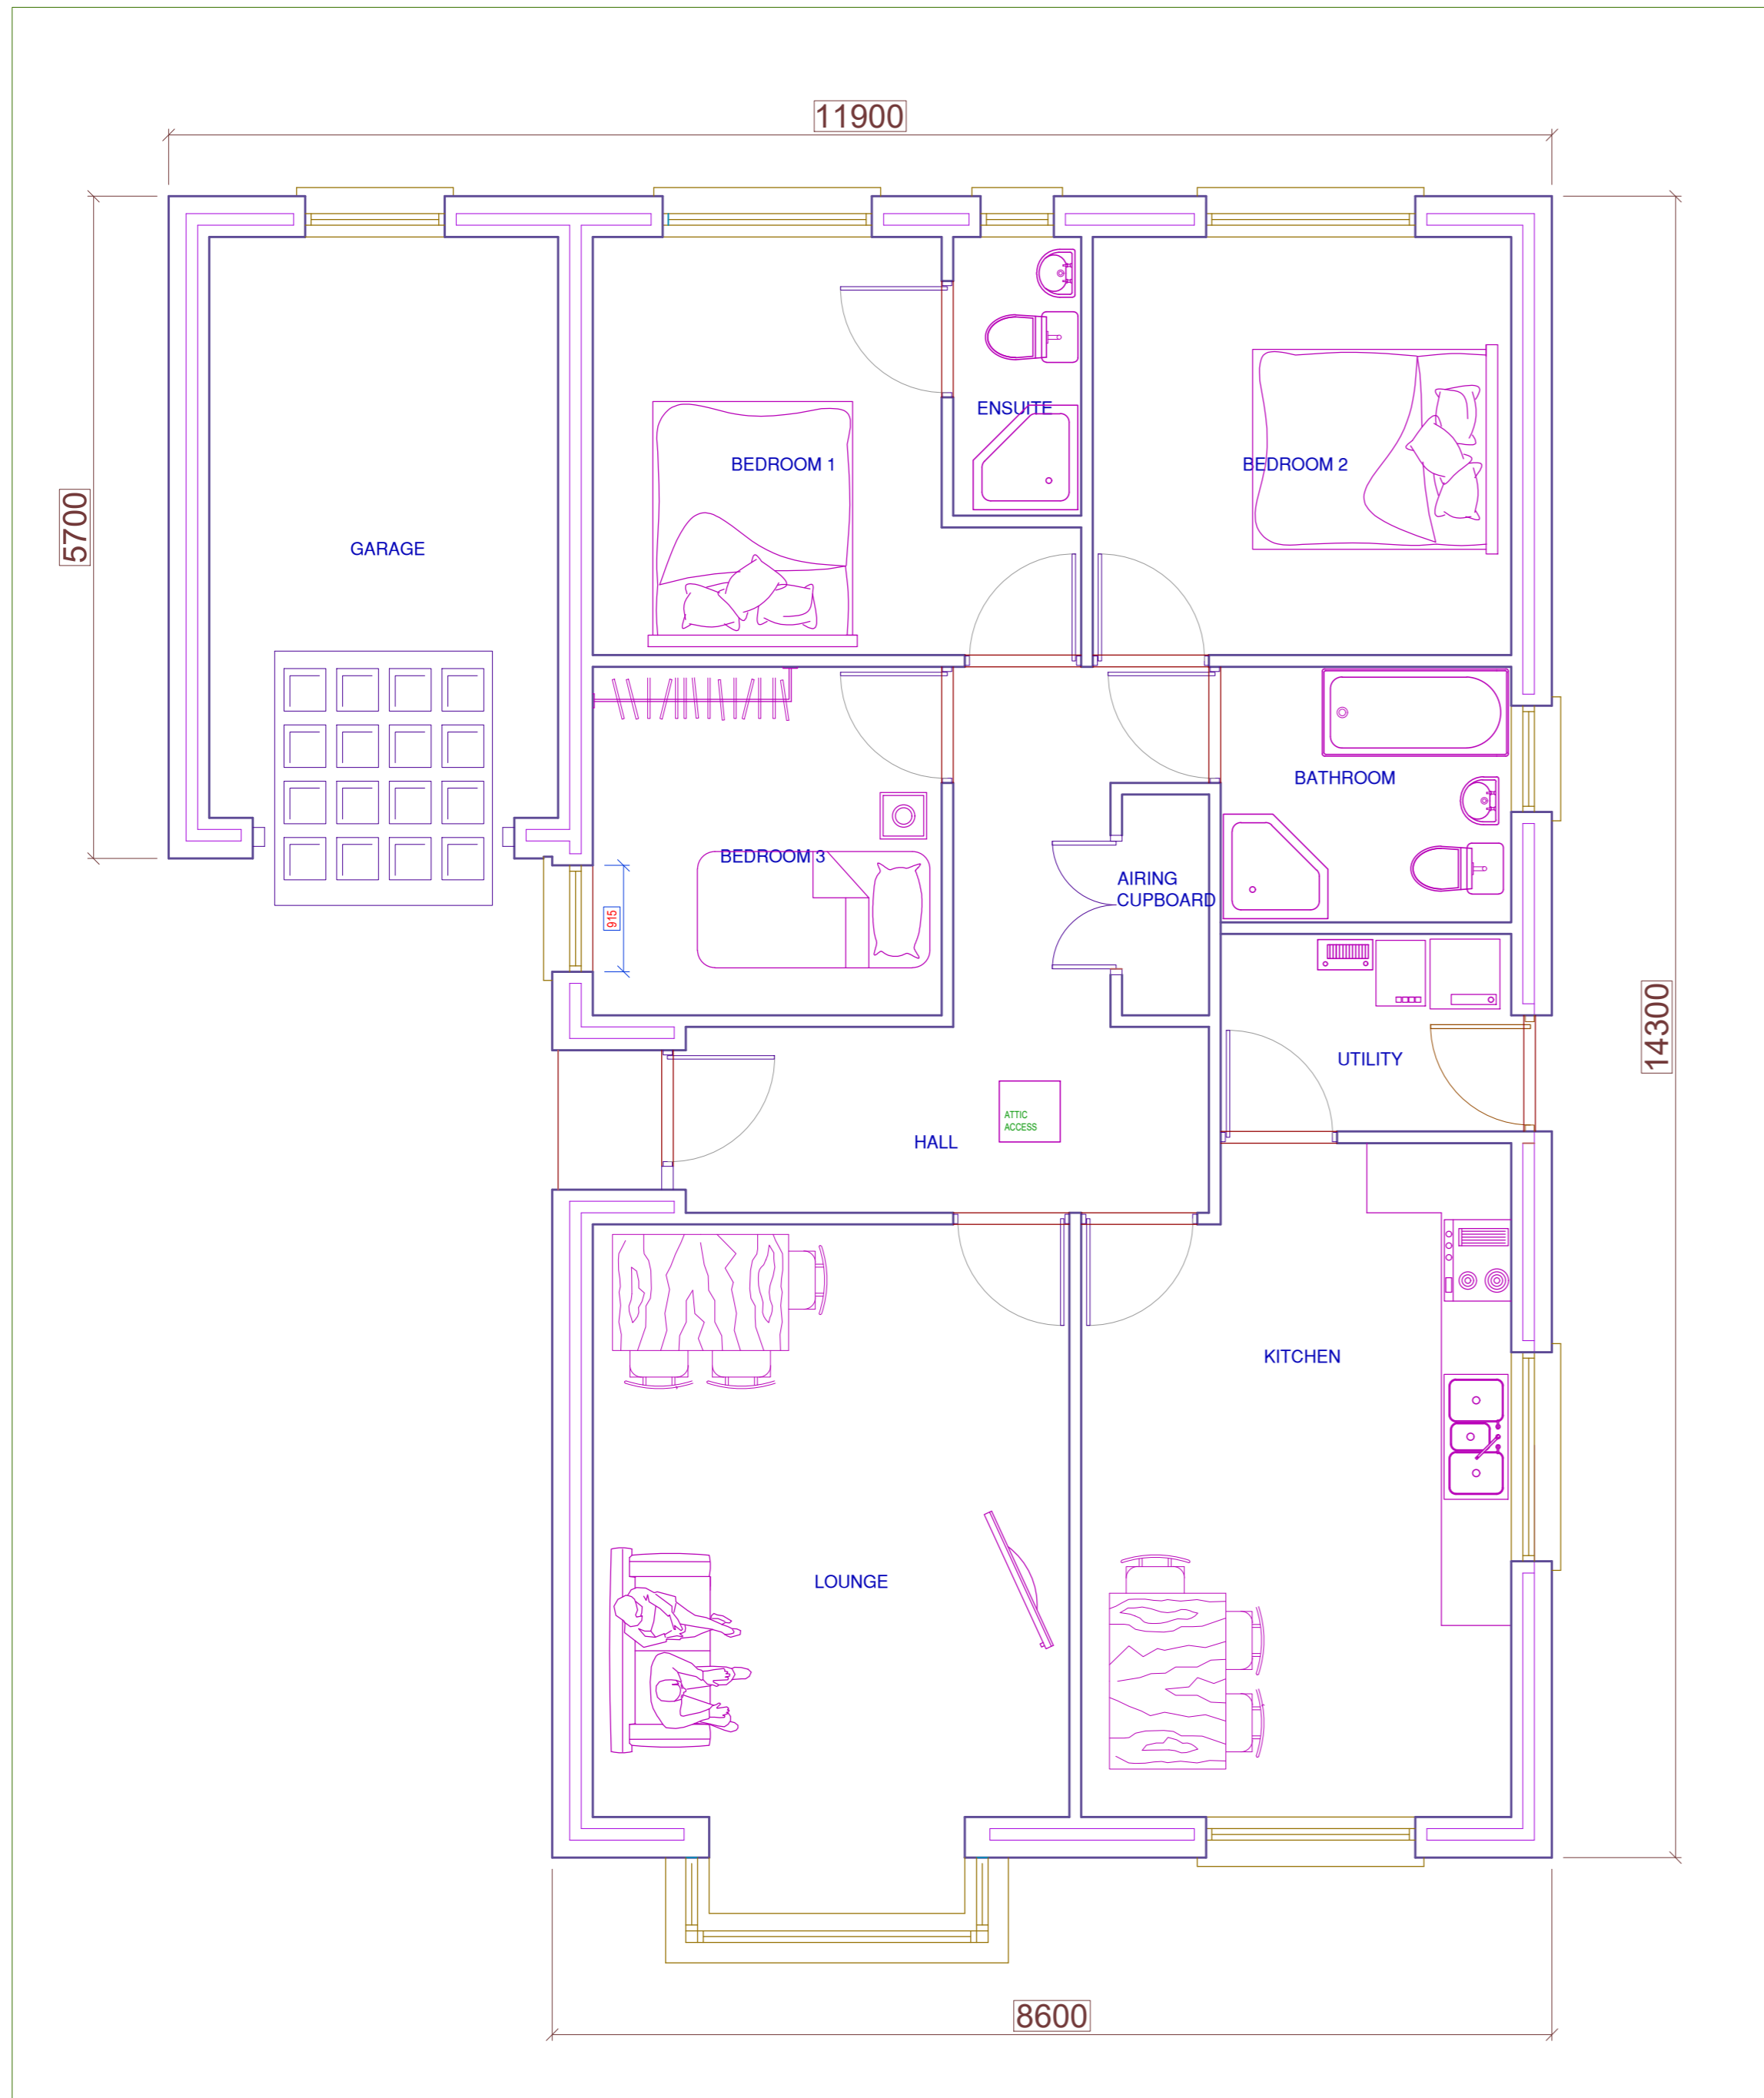 11900
5700
ENSUITE
BEDROOM 1
BEDROOM 2
GARAGE
BATHROOM
BEDROOM 3
AIRING
CUPBOARD
915
14300
UTILITY
ATTIC
ACCESS
HALL
KITCHEN
LOUNGE
8600